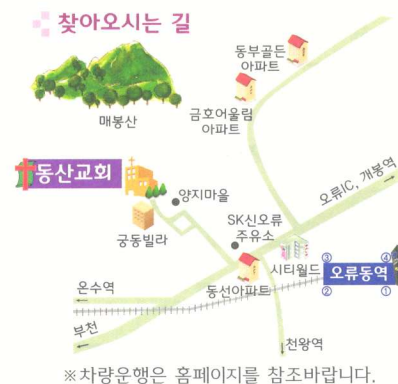 찾아오시는 길
동부골든
아파트
매봉산
금호어울림
아파트
동산교회
양지마을
오류IC, 개봉역
궁동빌라
SK신오류
주유소
시티월드
③
④
오류동역
②
①
온수역
동선아파트
부천
천왕역
※차량운행은 홈페이지를 참조바랍니다.